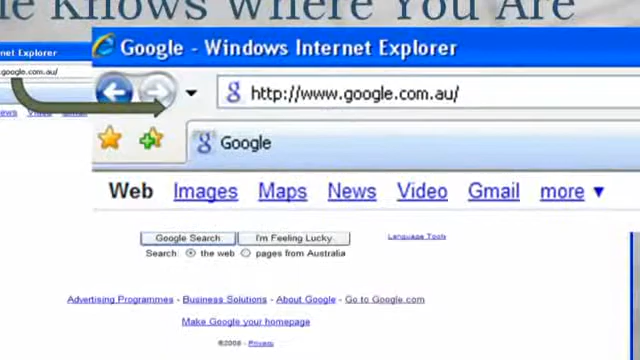 le Knows Where You Are
net Explorer
google.com.au/
Google - Windows Internet Explorer
http://www.google.com.au/
Google
Web Images Maps News Video Gmail more ▼
Google Search I'm Feeling Lucky Language Tools
Search: the web pages from Australia
Advertising Programmes - Business Solutions - About Google - Go to Google.com
Make Google your homepage
©2008 - Privacy